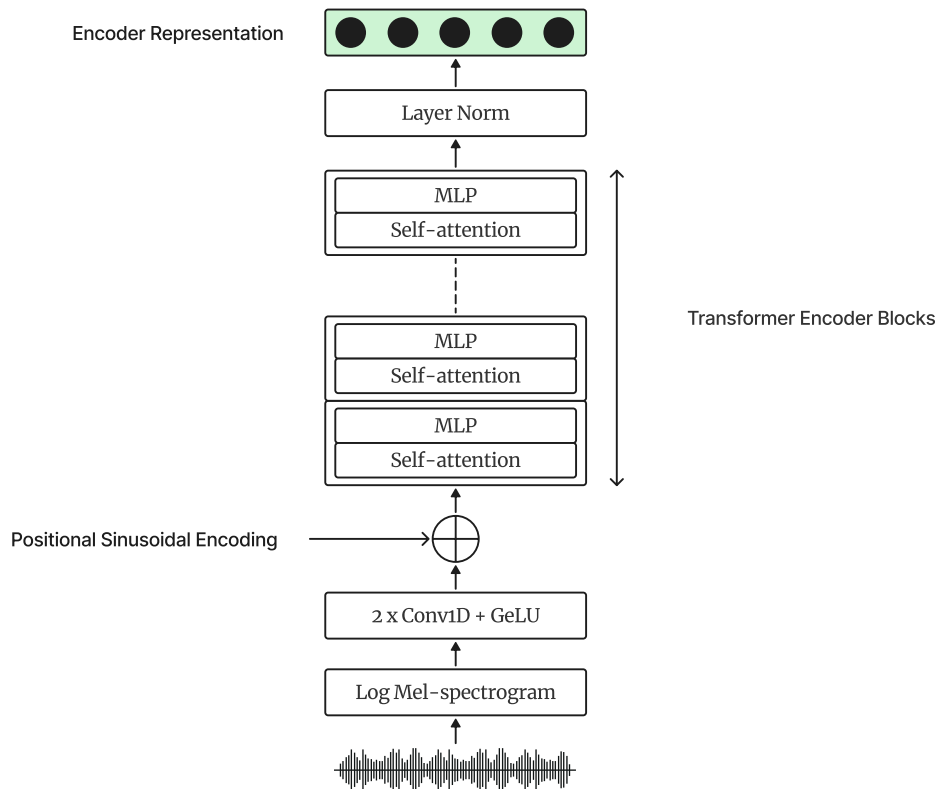 Encoder Representation
Layer Norm
MLP
Self-attention
Transformer Encoder Blocks
MLP
Self-attention
MLP
Self-attention
Positional Sinusoidal Encoding
2 x Conv1D + GeLU
Log Mel-spectrogram